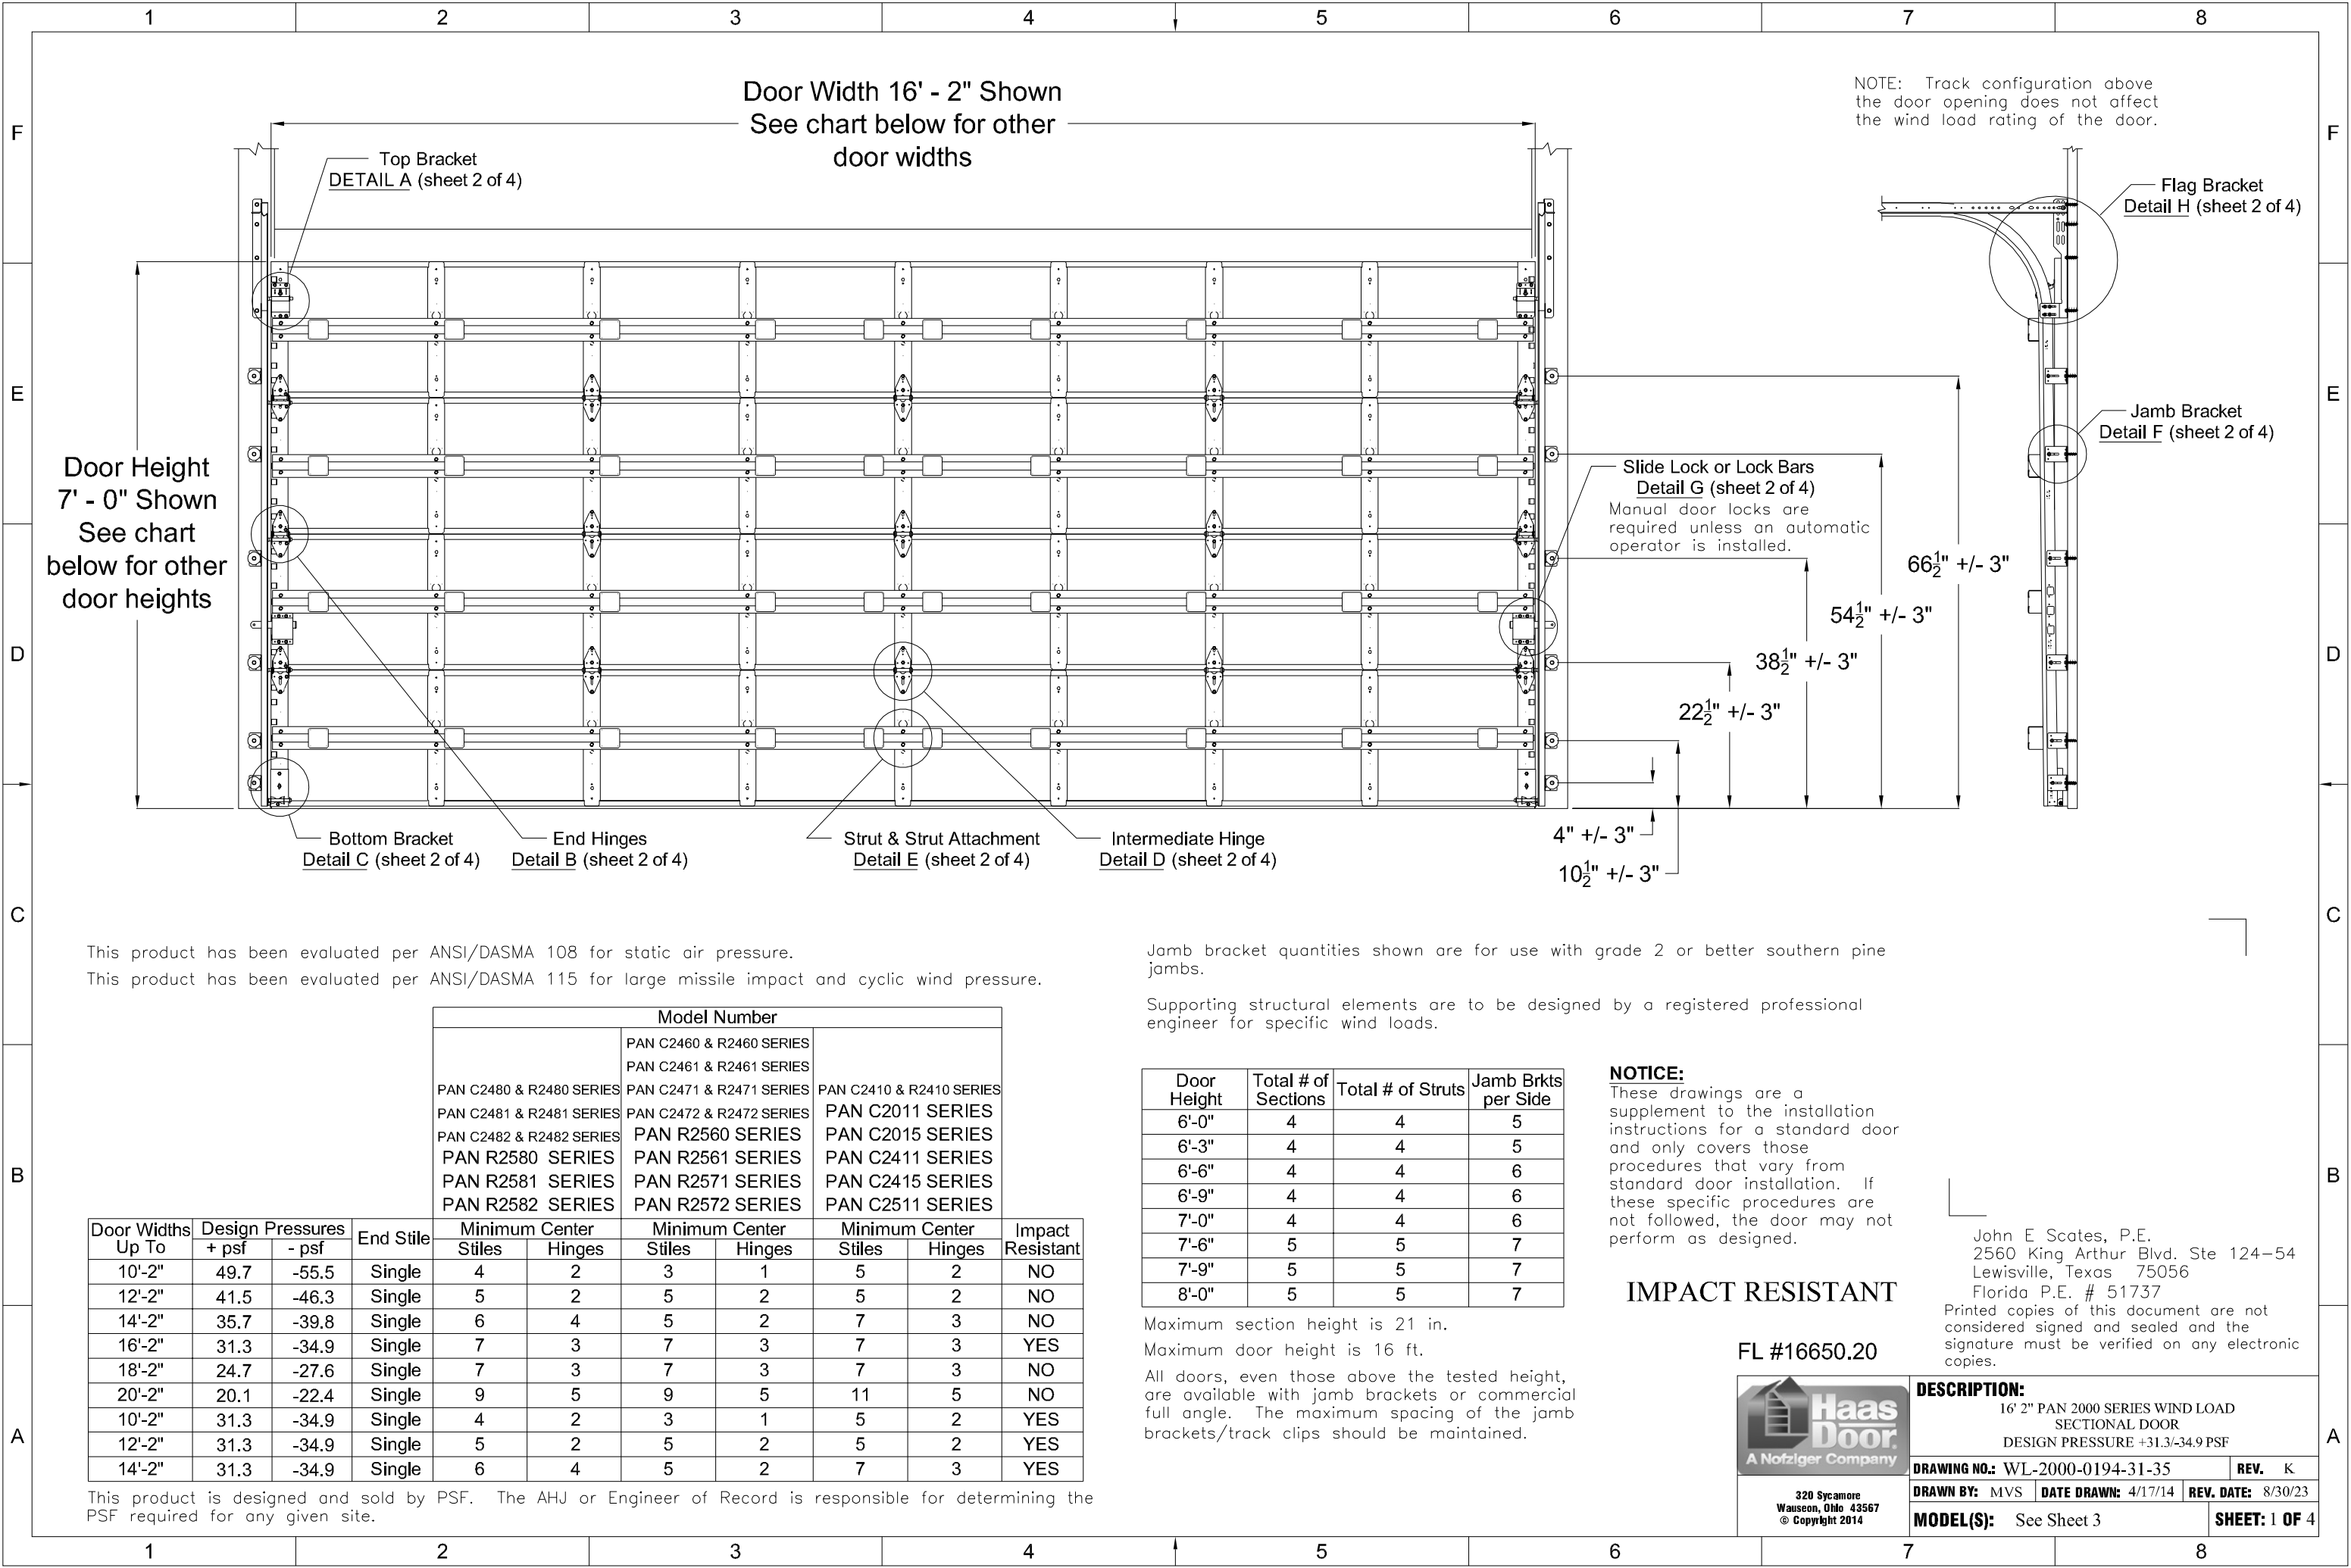 1 2 3 4 5 6 7 8
F
E
D
C
B
A
Door Width 16' - 2" Shown
See chart below for other
door widths
NOTE: Track configuration above
the door opening does not affect
the wind load rating of the door.
Top Bracket
DETAIL A (sheet 2 of 4)
Flag Bracket
Detail H (sheet 2 of 4)
Jamb Bracket
Detail F (sheet 2 of 4)
Door Height
7' - 0" Shown
See chart
below for other
door heights
Slide Lock or Lock Bars
Detail G (sheet 2 of 4)
Manual door locks are
required unless an automatic
operator is installed.
66½" +/- 3"
54½" +/- 3"
38½" +/- 3"
22½" +/- 3"
4" +/- 3"
10½" +/- 3"
Bottom Bracket
Detail C (sheet 2 of 4)
End Hinges
Detail B (sheet 2 of 4)
Strut & Strut Attachment
Detail E (sheet 2 of 4)
Intermediate Hinge
Detail D (sheet 2 of 4)
This product has been evaluated per ANSI/DASMA 108 for static air pressure.
This product has been evaluated per ANSI/DASMA 115 for large missile impact and cyclic wind pressure.
Model Number
PAN C2480 & R2480 SERIES
PAN C2481 & R2481 SERIES
PAN C2482 & R2482 SERIES
PAN R2580 SERIES
PAN R2581 SERIES
PAN R2582 SERIES
PAN C2460 & R2460 SERIES
PAN C2461 & R2461 SERIES
PAN C2471 & R2471 SERIES
PAN C2472 & R2472 SERIES
PAN R2560 SERIES
PAN R2561 SERIES
PAN R2571 SERIES
PAN R2572 SERIES
PAN C2410 & R2410 SERIES
PAN C2011 SERIES
PAN C2015 SERIES
PAN C2411 SERIES
PAN C2415 SERIES
PAN C2511 SERIES
Door Widths Design Pressures End Stile Minimum Center Minimum Center Minimum Center Impact
Up To + psf - psf Stiles Hinges Stiles Hinges Stiles Hinges Resistant
10'-2" 49.7 -55.5 Single 4 2 3 1 5 2 NO
12'-2" 41.5 -46.3 Single 5 2 5 2 5 2 NO
14'-2" 35.7 -39.8 Single 6 4 5 2 7 3 NO
16'-2" 31.3 -34.9 Single 7 3 7 3 7 3 YES
18'-2" 24.7 -27.6 Single 7 3 7 3 7 3 NO
20'-2" 20.1 -22.4 Single 9 5 9 5 11 5 NO
10'-2" 31.3 -34.9 Single 4 2 3 1 5 2 YES
12'-2" 31.3 -34.9 Single 5 2 5 2 5 2 YES
14'-2" 31.3 -34.9 Single 6 4 5 2 7 3 YES
This product is designed and sold by PSF. The AHJ or Engineer of Record is responsible for determining the
PSF required for any given site.
Jamb bracket quantities shown are for use with grade 2 or better southern pine
jambs.
Supporting structural elements are to be designed by a registered professional
engineer for specific wind loads.
Door Total # of Total # of Struts Jamb Brkts
Height Sections per Side
6'-0" 4 4 5
6'-3" 4 4 5
6'-6" 4 4 6
6'-9" 4 4 6
7'-0" 4 4 6
7'-6" 5 5 7
7'-9" 5 5 7
8'-0" 5 5 7
Maximum section height is 21 in.
Maximum door height is 16 ft.
All doors, even those above the tested height,
are available with jamb brackets or commercial
full angle. The maximum spacing of the jamb
brackets/track clips should be maintained.
NOTICE:
These drawings are a
supplement to the installation
instructions for a standard door
and only covers those
procedures that vary from
standard door installation. If
these specific procedures are
not followed, the door may not
perform as designed.
IMPACT RESISTANT
FL #16650.20
John E Scates, P.E.
2560 King Arthur Blvd. Ste 124-54
Lewisville, Texas 75056
Florida P.E. # 51737
Printed copies of this document are not
considered signed and sealed and the
signature must be verified on any electronic
copies.
Haas
Door.
A Nofziger Company
320 Sycamore
Wauseon, Ohio 43567
© Copyright 2014
DESCRIPTION:
16' 2" PAN 2000 SERIES WIND LOAD
SECTIONAL DOOR
DESIGN PRESSURE +31.3/-34.9 PSF
DRAWING NO.: WL-2000-0194-31-35 REV. K
DRAWN BY: MVS DATE DRAWN: 4/17/14 REV. DATE: 8/30/23
MODEL(S): See Sheet 3 SHEET: 1 OF 4
F
E
D
C
B
A
1 2 3 4 5 6 7 8